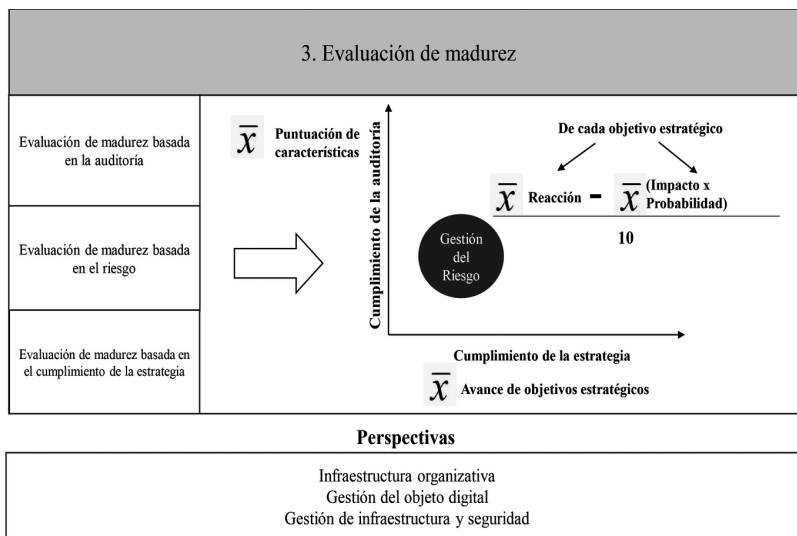 3. Evaluación de madurez
Evaluación de madurez basada
en la auditoría
Evaluación de madurez basada
en el riesgo
Evaluación de madurez basada en
el cumplimiento de la estrategia
x̅ Puntuación de
características
Cumplimiento de la auditoría
De cada objetivo estratégico
x̅ Reacción – x̅ (Impacto x
Probabilidad)
10
Gestión
del
Riesgo
Cumplimiento de la estrategia
x̅ Avance de objetivos estratégicos
Perspectivas
Infraestructura organizativa
Gestión del objeto digital
Gestión de infraestructura y seguridad